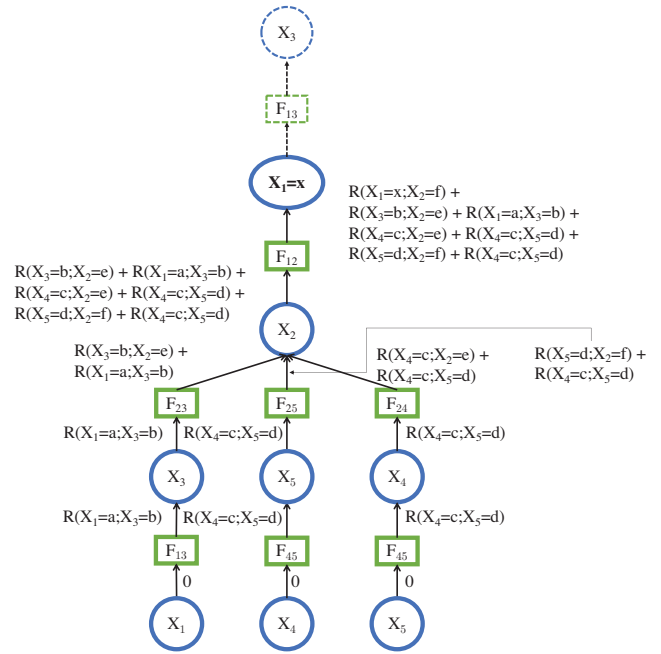 X₃
F₁₃
X₁=x
R(X₁=x;X₂=f) +
R(X₃=b;X₂=e) + R(X₁=a;X₃=b) +
R(X₄=c;X₂=e) + R(X₄=c;X₅=d) +
R(X₅=d;X₂=f) + R(X₄=c;X₅=d)
F₁₂
R(X₃=b;X₂=e) + R(X₁=a;X₃=b) +
R(X₄=c;X₂=e) + R(X₄=c;X₅=d) +
R(X₅=d;X₂=f) + R(X₄=c;X₅=d)
X₂
R(X₃=b;X₂=e) +
R(X₁=a;X₃=b)
R(X₄=c;X₂=e) +
R(X₄=c;X₅=d)
R(X₅=d;X₂=f) +
R(X₄=c;X₅=d)
F₂₃ F₂₅ F₂₄
R(X₁=a;X₃=b) R(X₄=c;X₅=d) R(X₄=c;X₅=d)
X₃ X₅ X₄
R(X₁=a;X₃=b) R(X₄=c;X₅=d) R(X₄=c;X₅=d)
F₁₃ F₄₅ F₄₅
0 0 0
X₁ X₄ X₅